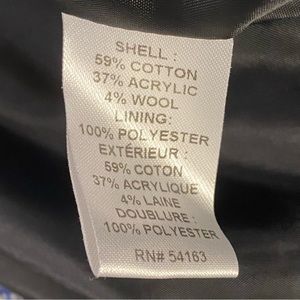 SHELL :
59% COTTON
37% ACRYLIC
4% WOOL
LINING:
100% POLYESTER
EXTÉRIEUR :
59% COTON
37% ACRYLIQUE
4% LAINE
DOUBLURE :
100% POLYESTER
RN# 54163